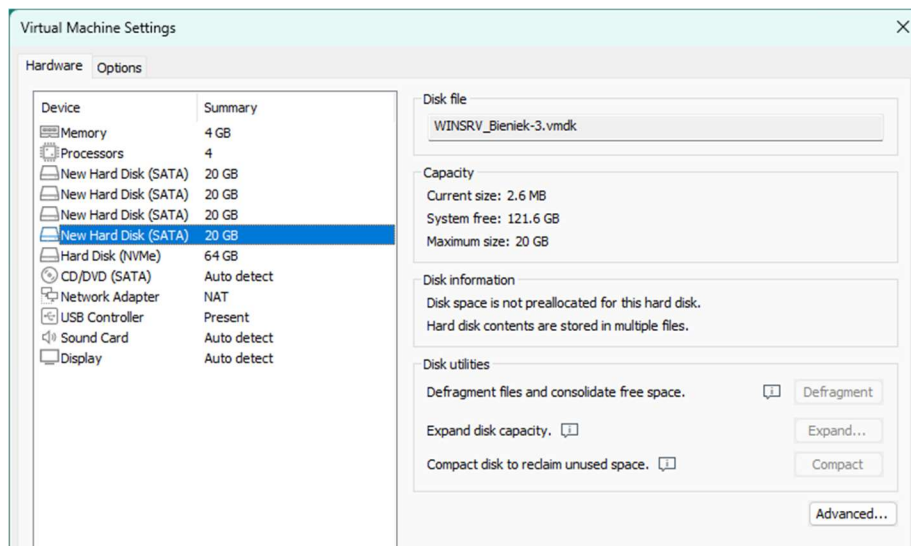 Virtual Machine Settings
Hardware Options
Device Summary
Memory 4 GB
Processors 4
New Hard Disk (SATA) 20 GB
New Hard Disk (SATA) 20 GB
New Hard Disk (SATA) 20 GB
New Hard Disk (SATA) 20 GB
Hard Disk (NVMe) 64 GB
CD/DVD (SATA) Auto detect
Network Adapter NAT
USB Controller Present
Sound Card Auto detect
Display Auto detect
Disk file
WINSRV_Bieniek-3.vmdk
Capacity
Current size: 2.6 MB
System free: 121.6 GB
Maximum size: 20 GB
Disk information
Disk space is not preallocated for this hard disk.
Hard disk contents are stored in multiple files.
Disk utilities
Defragment files and consolidate free space. Defragment
Expand disk capacity. Expand...
Compact disk to reclaim unused space. Compact
Advanced...